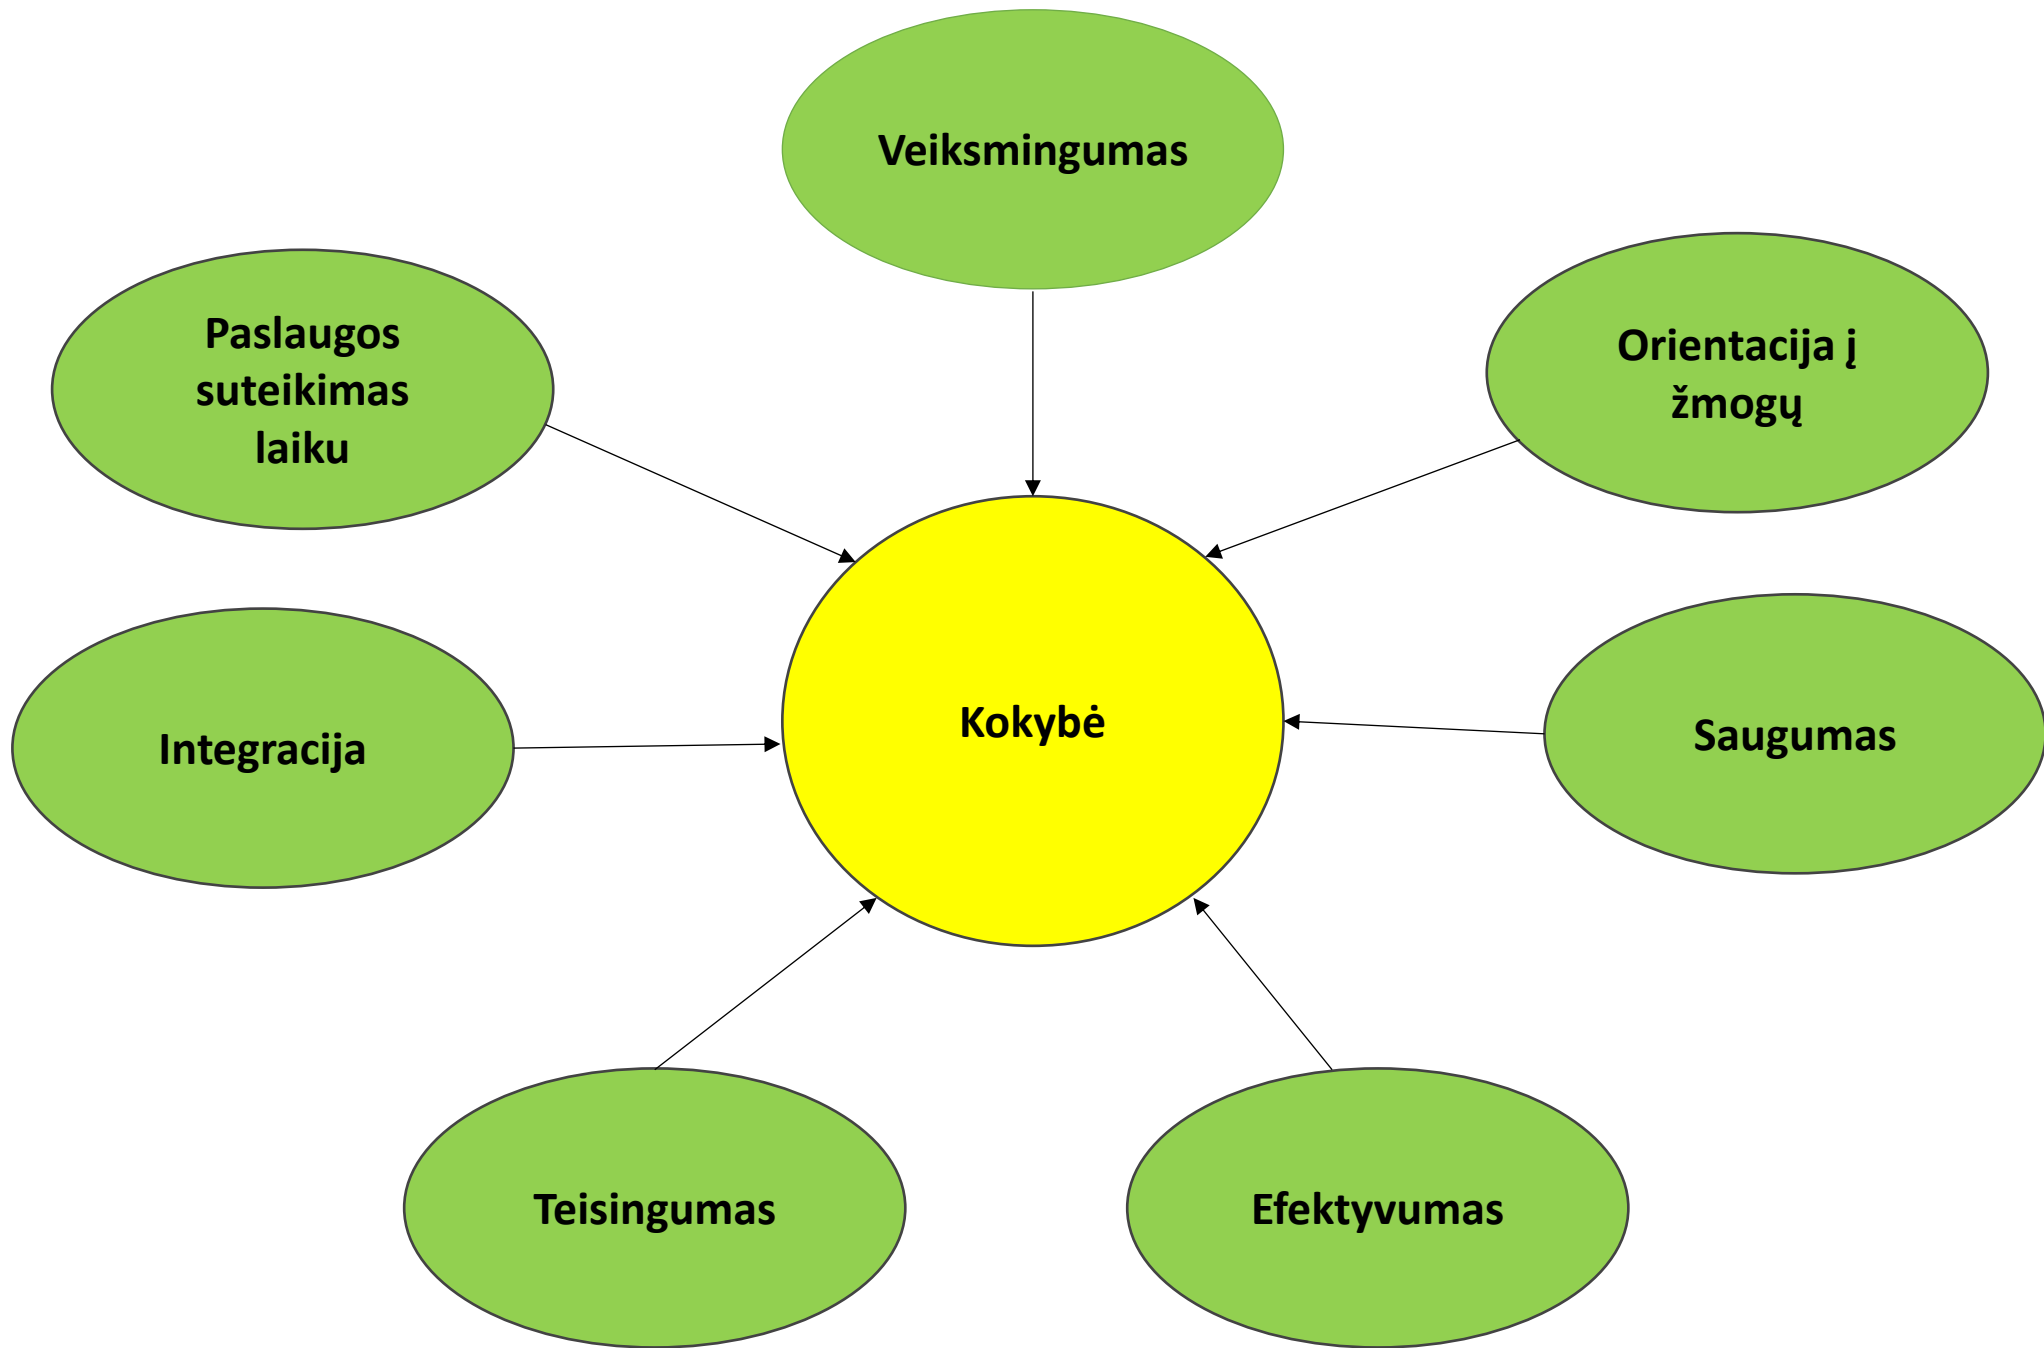 Veiksmingumas
Paslaugos
suteikimas
laiku
Orientacija į
žmogų
Integracija
Kokybė
Saugumas
Teisingumas
Efektyvumas